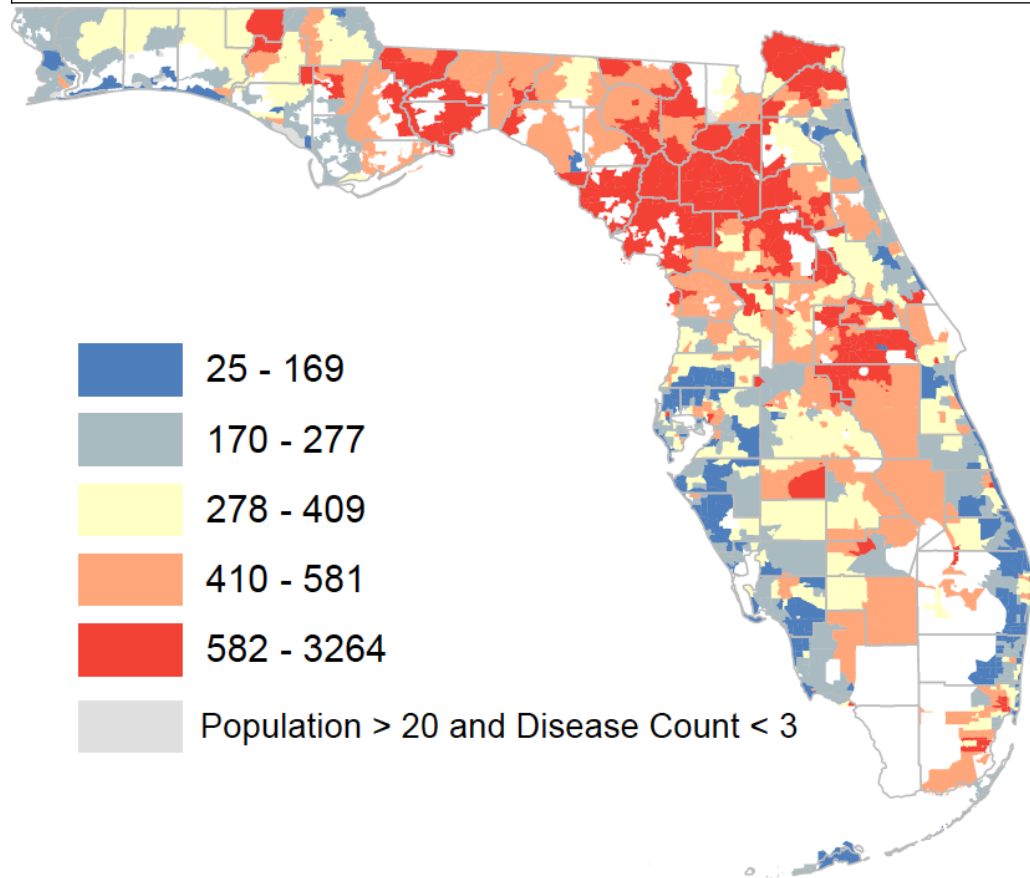 25 - 169
170 - 277
278 - 409
410 - 581
582 - 3264
Population > 20 and Disease Count < 3